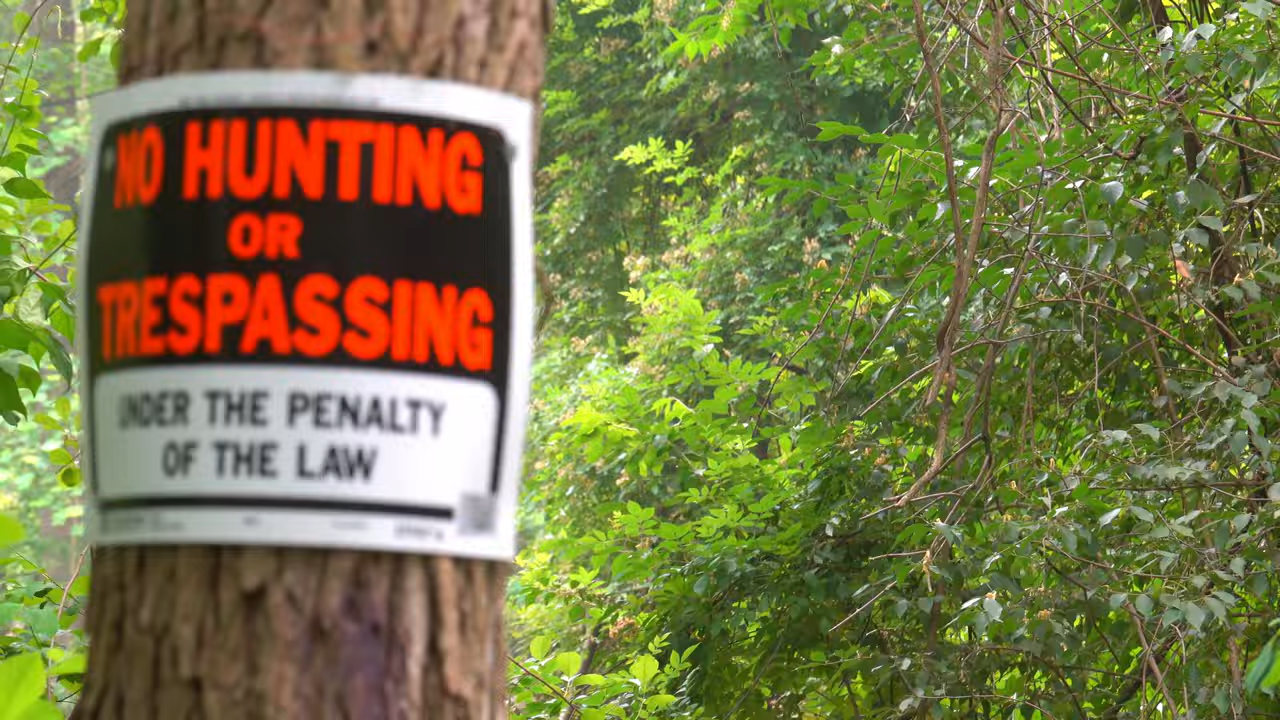 NO HUNTING
OR
TRESPASSING
UNDER THE PENALTY
OF THE LAW